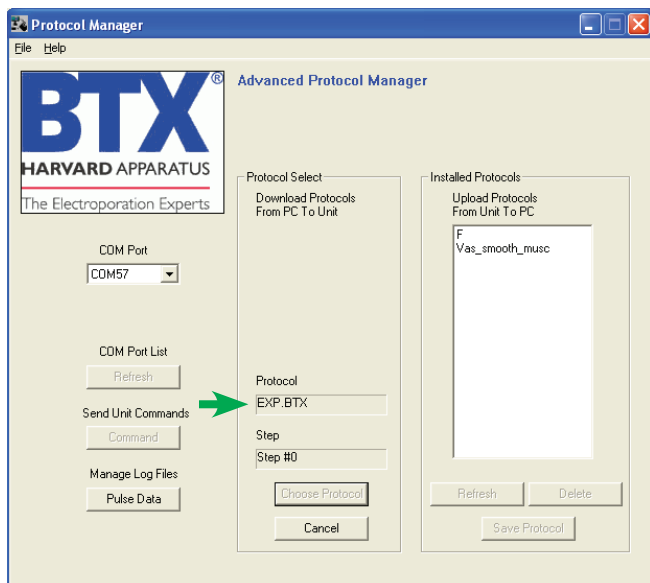 Protocol Manager
File Help
BTX®
HARVARD APPARATUS
The Electroporation Experts
Advanced Protocol Manager
COM Port
COM57
COM Port List
Refresh
Send Unit Commands
Command
Manage Log Files
Pulse Data
Protocol Select
Download Protocols
From PC To Unit
Protocol
EXP.BTX
Step
Step #0
Choose Protocol
Cancel
Installed Protocols
Upload Protocols
From Unit To PC
F
Vas_smooth_musc
Refresh Delete
Save Protocol